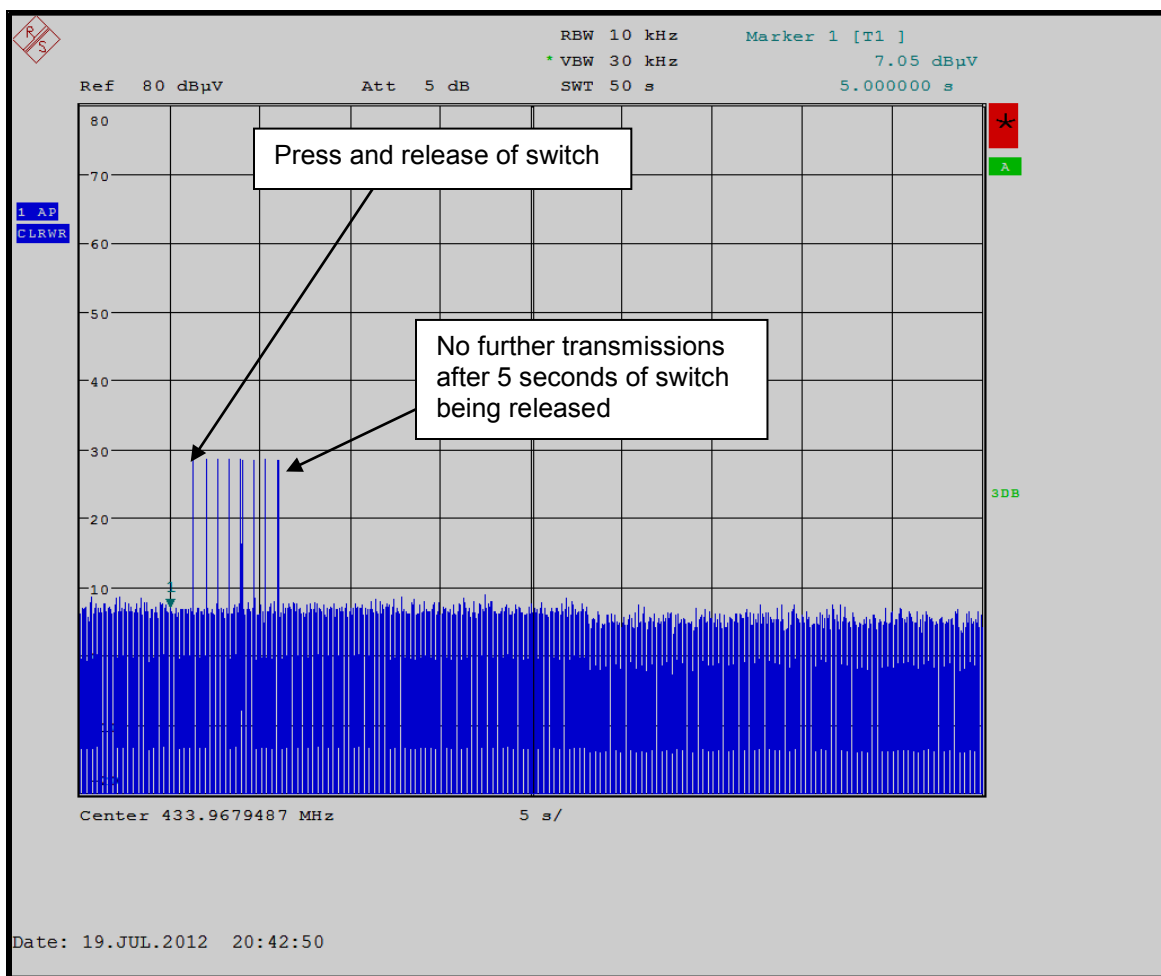 R/S
RBW 10 kHz Marker 1 [T1 ]
* VBW 30 kHz 7.05 dBµV
Ref 80 dBµV Att 5 dB SWT 50 s 5.000000 s
80
*
Press and release of switch
A
70
1 AP
CLRWR
60
50
No further transmissions
after 5 seconds of switch
being released
40
30
3DB
20
1
10
Center 433.9679487 MHz 5 s/
Date: 19.JUL.2012 20:42:50